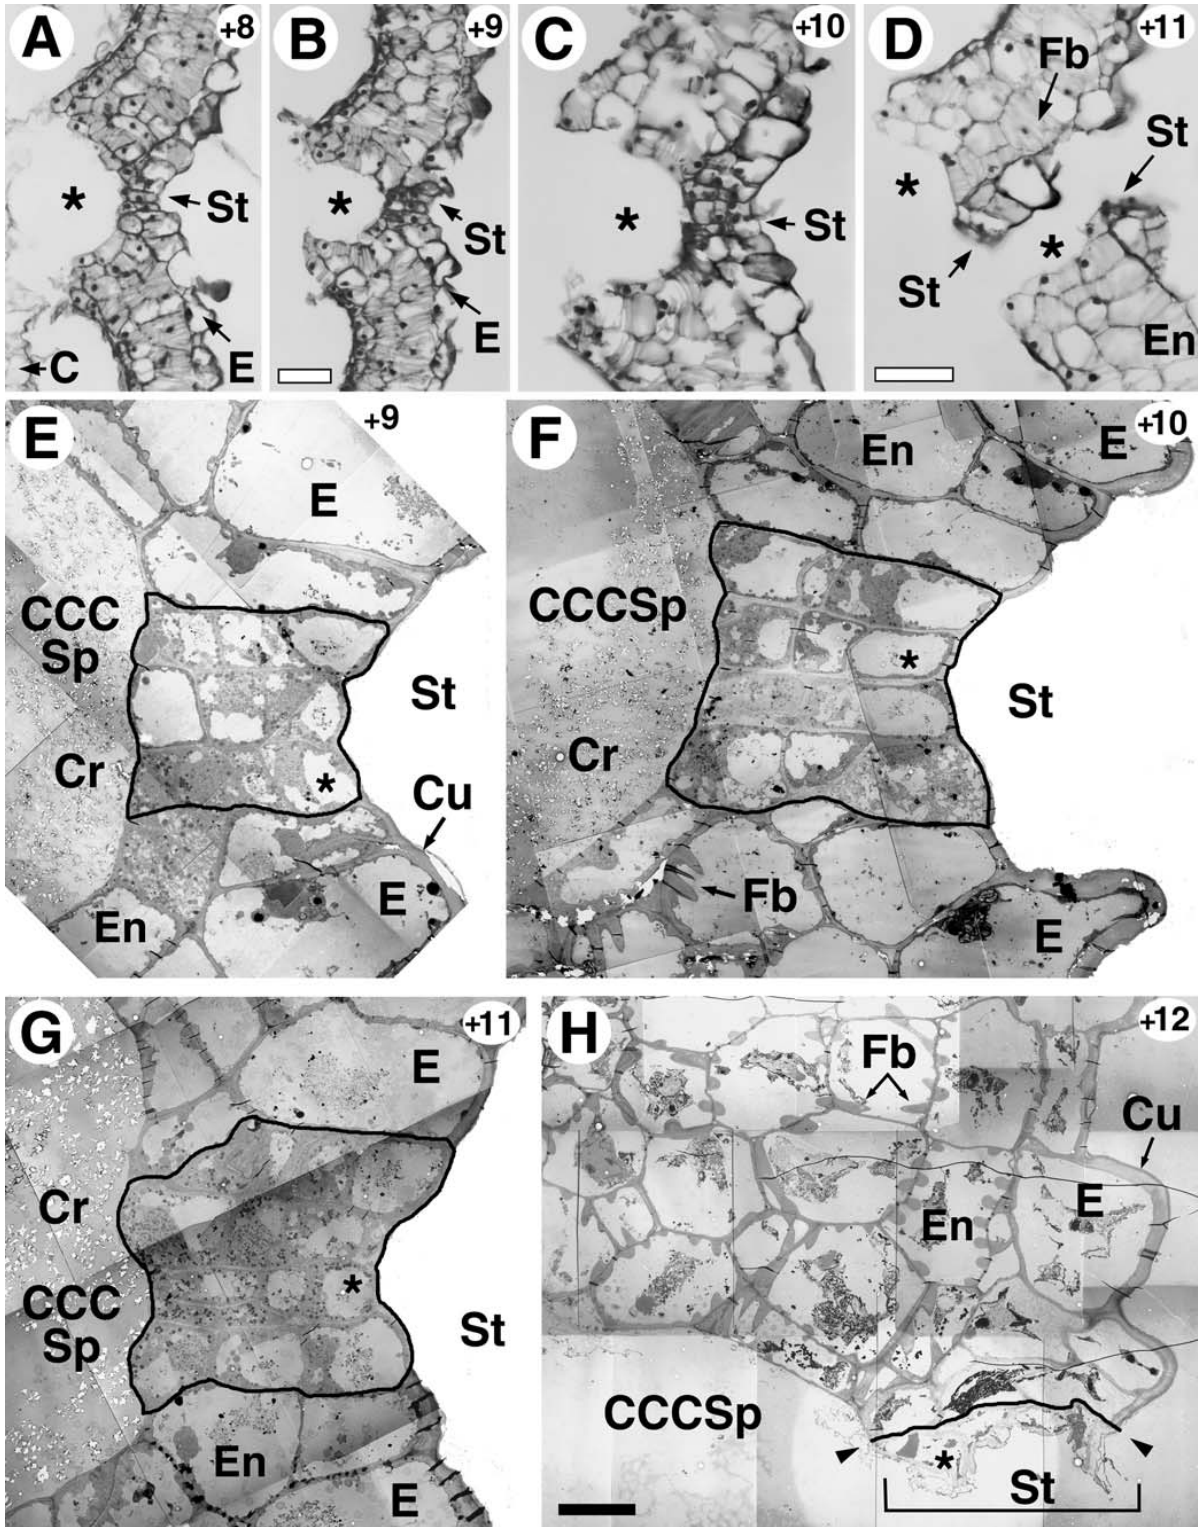 A +8
* St
C E
B +9
* St
E
C +10
* St
D +11
Fb
* St
St *
En
E +9
E
CCC
Sp
St
Cr
*
Cu
En E
F +10
En E
CCCSp
*
St
Cr
Fb
E
G +11
E
Cr
*
CCC
Sp
St
En
E
H +12
Fb
Cu
E
En
CCCSp
*
St